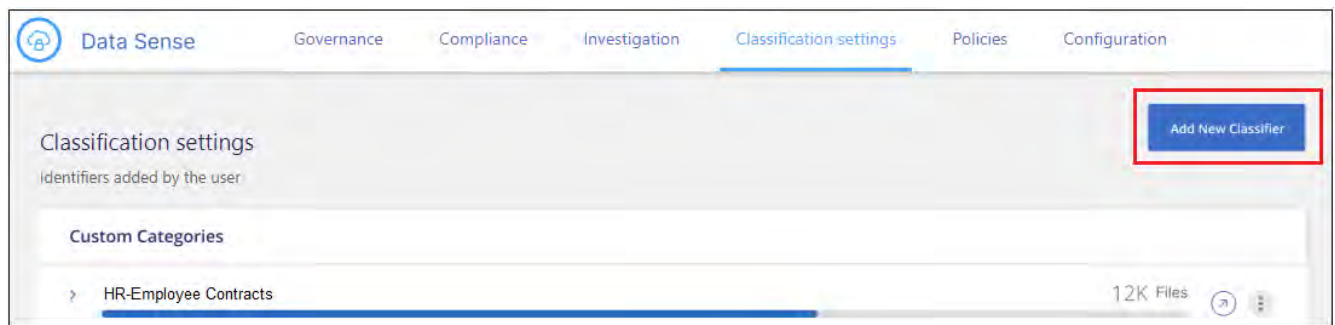 Data Sense Governance Compliance Investigation Classification settings Policies Configuration
Add New Classifier
Classification settings
Identifiers added by the user
Custom Categories
HR-Employee Contracts 12K Files